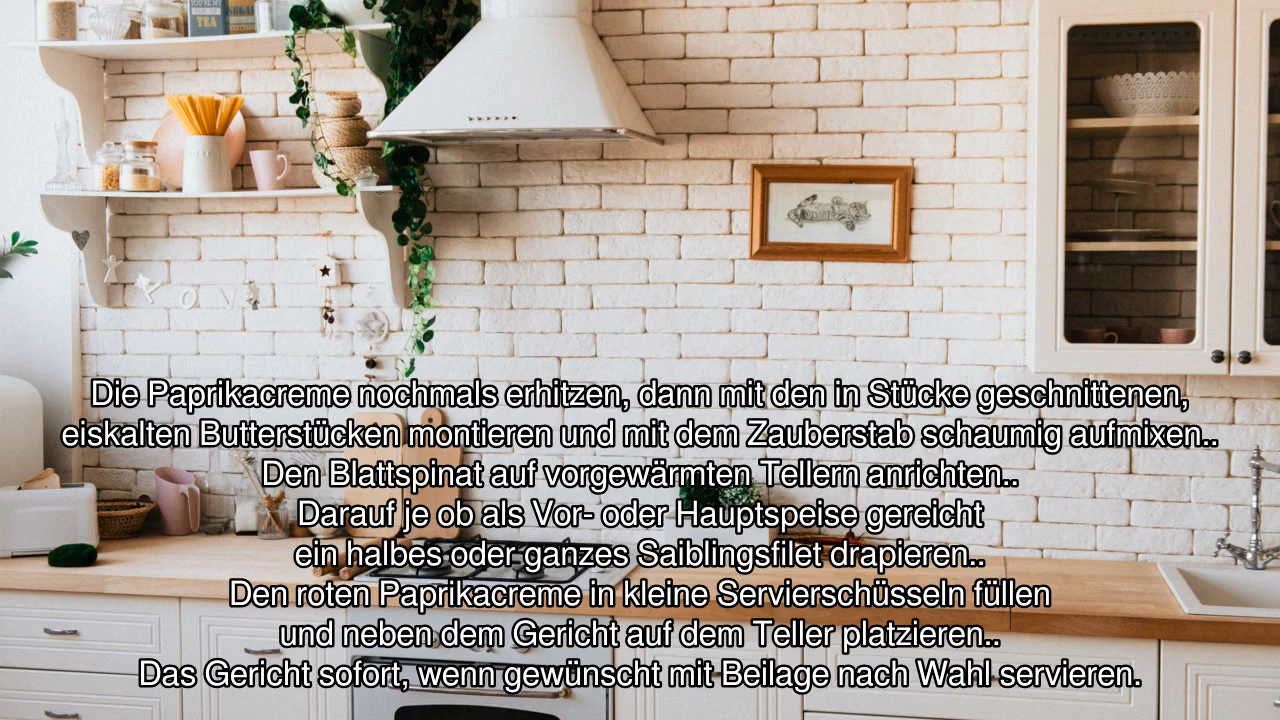 TEA
Die Paprikacreme nochmals erhitzen, dann mit den in Stücke geschnittenen,
eiskalten Butterstücken montieren und mit dem Zauberstab schaumig aufmixen..
Den Blattspinat auf vorgewärmten Tellern anrichten..
Darauf je ob als Vor- oder Hauptspeise gereicht
ein halbes oder ganzes Saiblingsfilet drapieren..
Den roten Paprikacreme in kleine Servierschüsseln füllen
und neben dem Gericht auf dem Teller platzieren..
Das Gericht sofort, wenn gewünscht mit Beilage nach Wahl servieren.